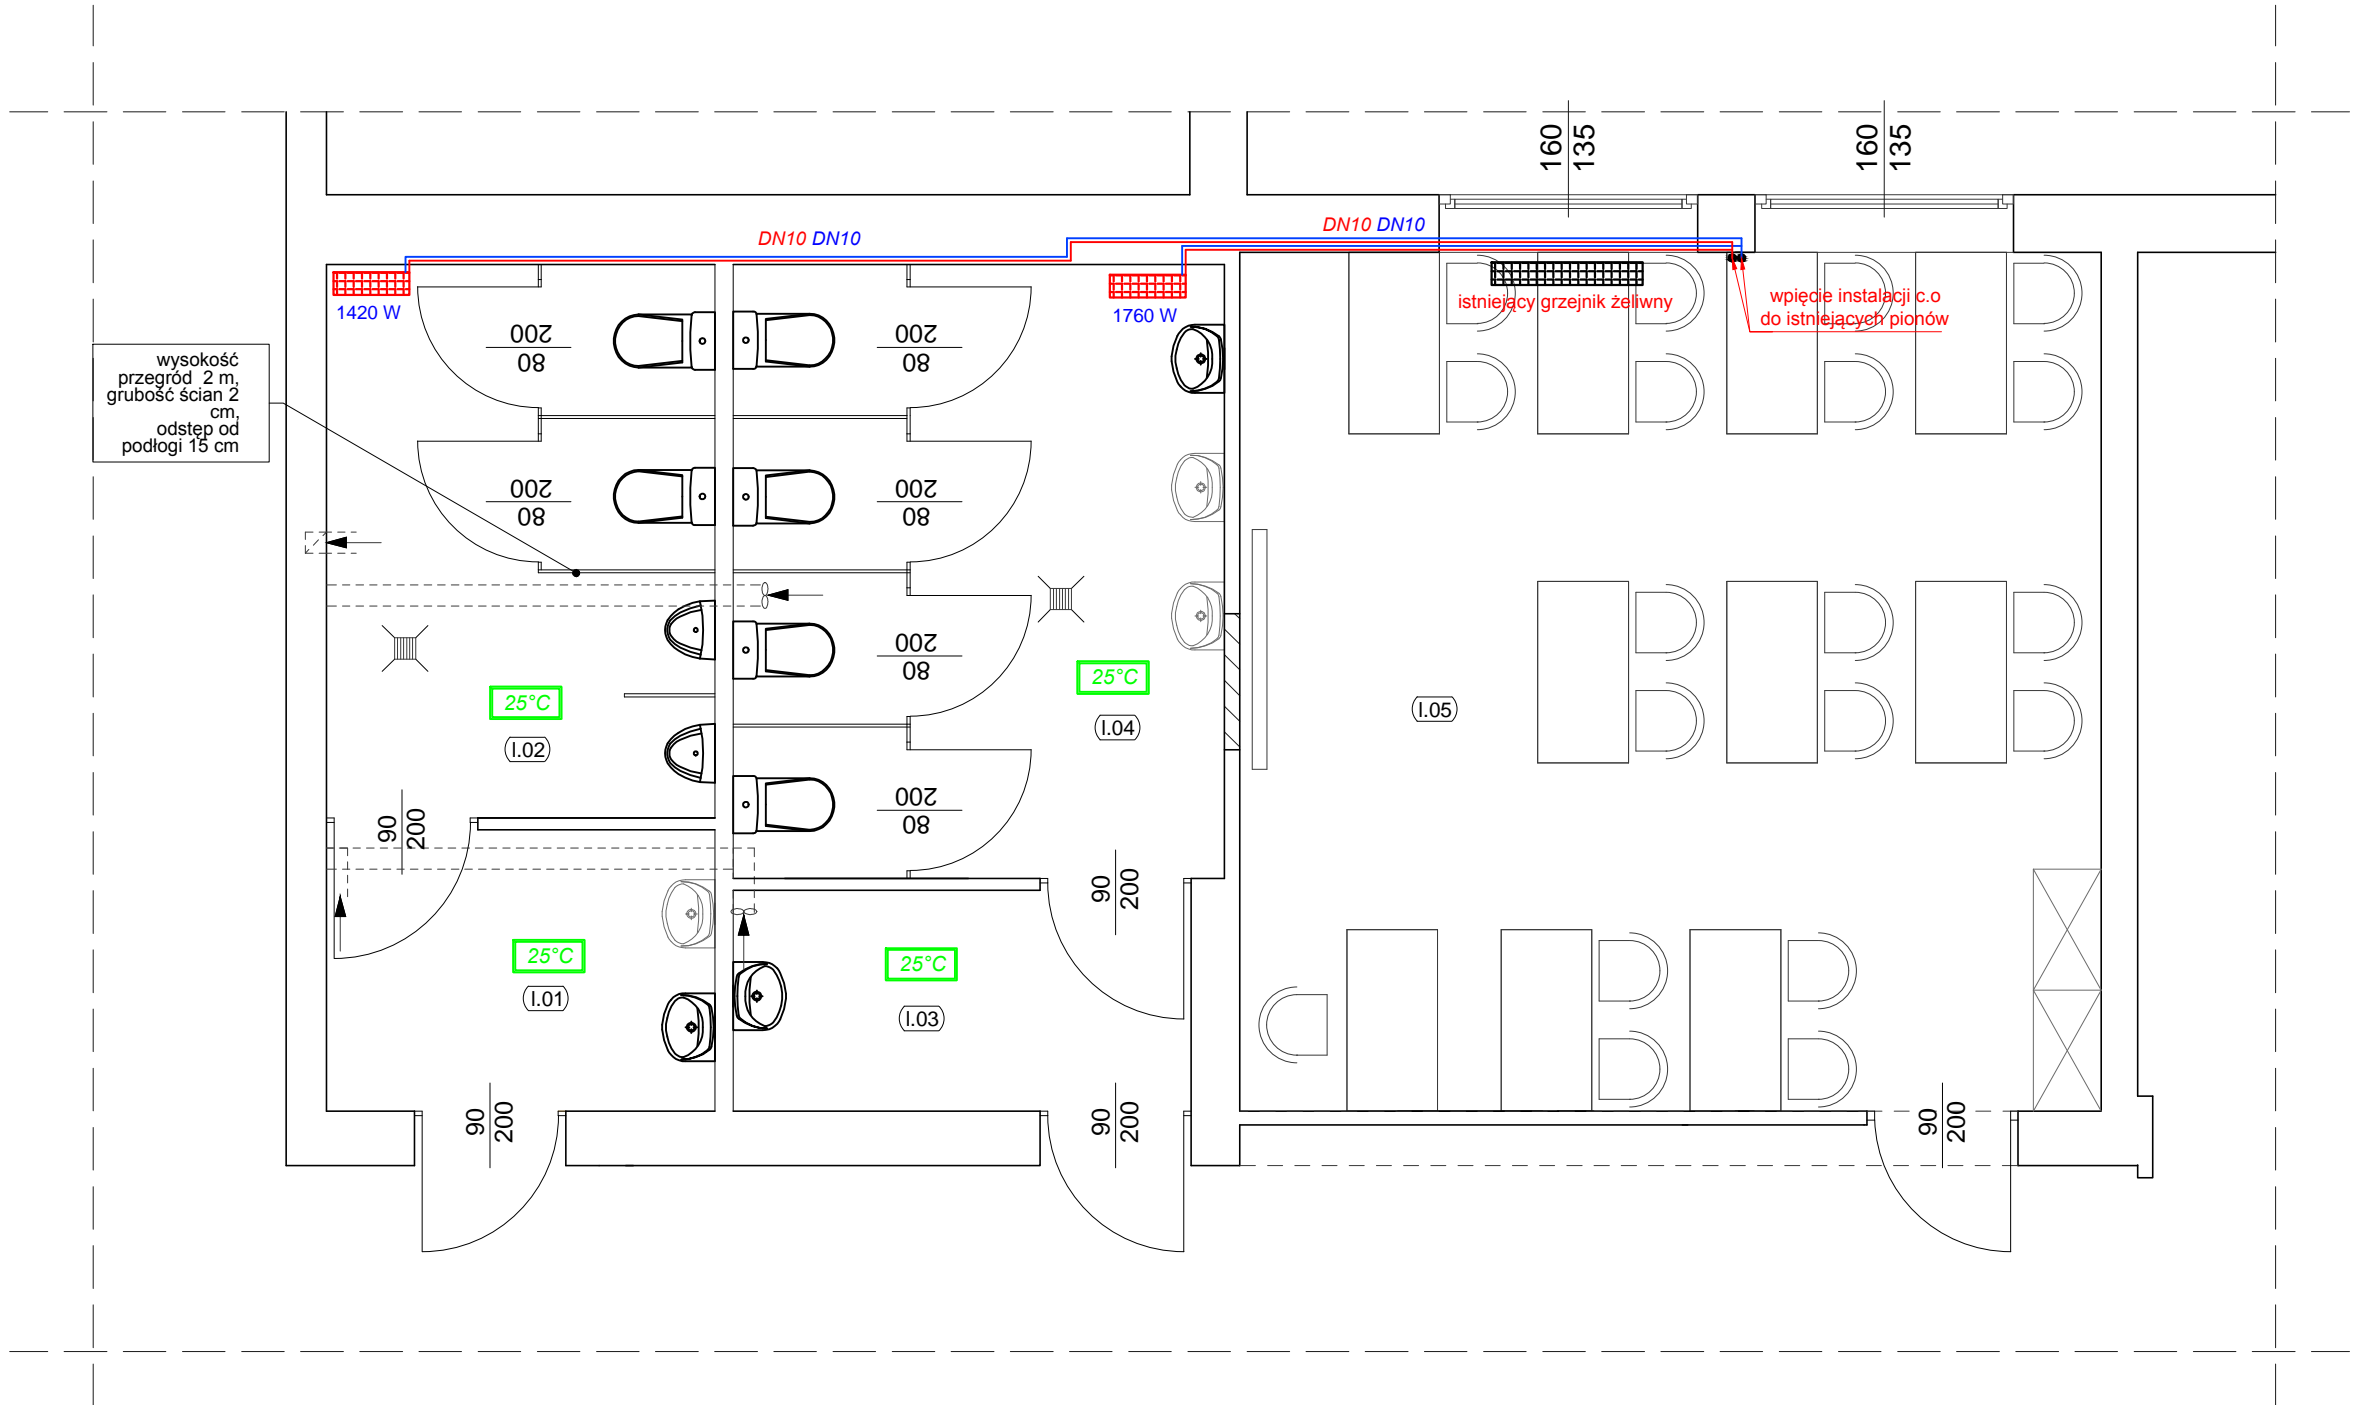 160
135
160
135
DN10 DN10
DN10 DN10
1420 W
1760 W
istniejący grzejnik żeliwny
wpięcie instalacji c.o
do istniejących pionów
wysokość
przegród 2 m,
grubość ścian 2
cm,
odstęp od
podłogi 15 cm
200
80
200
80
200
80
200
80
200
80
200
80
25°C
I.02
25°C
I.04
I.05
90
200
90
200
25°C
I.01
25°C
I.03
90
200
90
200
90
200